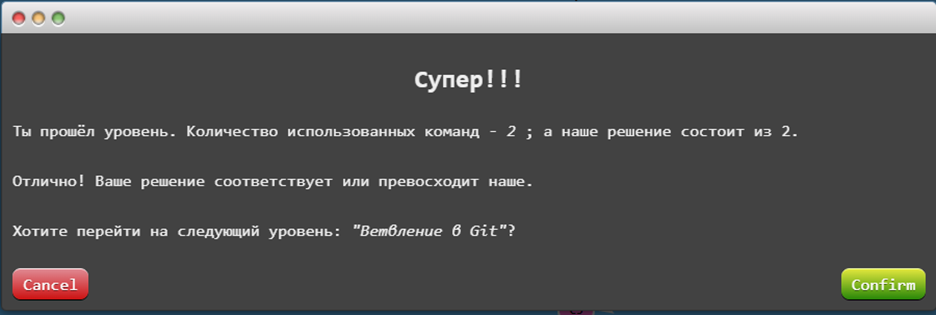 Супер!!!
Ты прошёл уровень. Количество использованных команд - 2 ; а наше решение состоит из 2.
Отлично! Ваше решение соответствует или превосходит наше.
Хотите перейти на следующий уровень: "Ветвление в Git"?
Cancel
Confirm